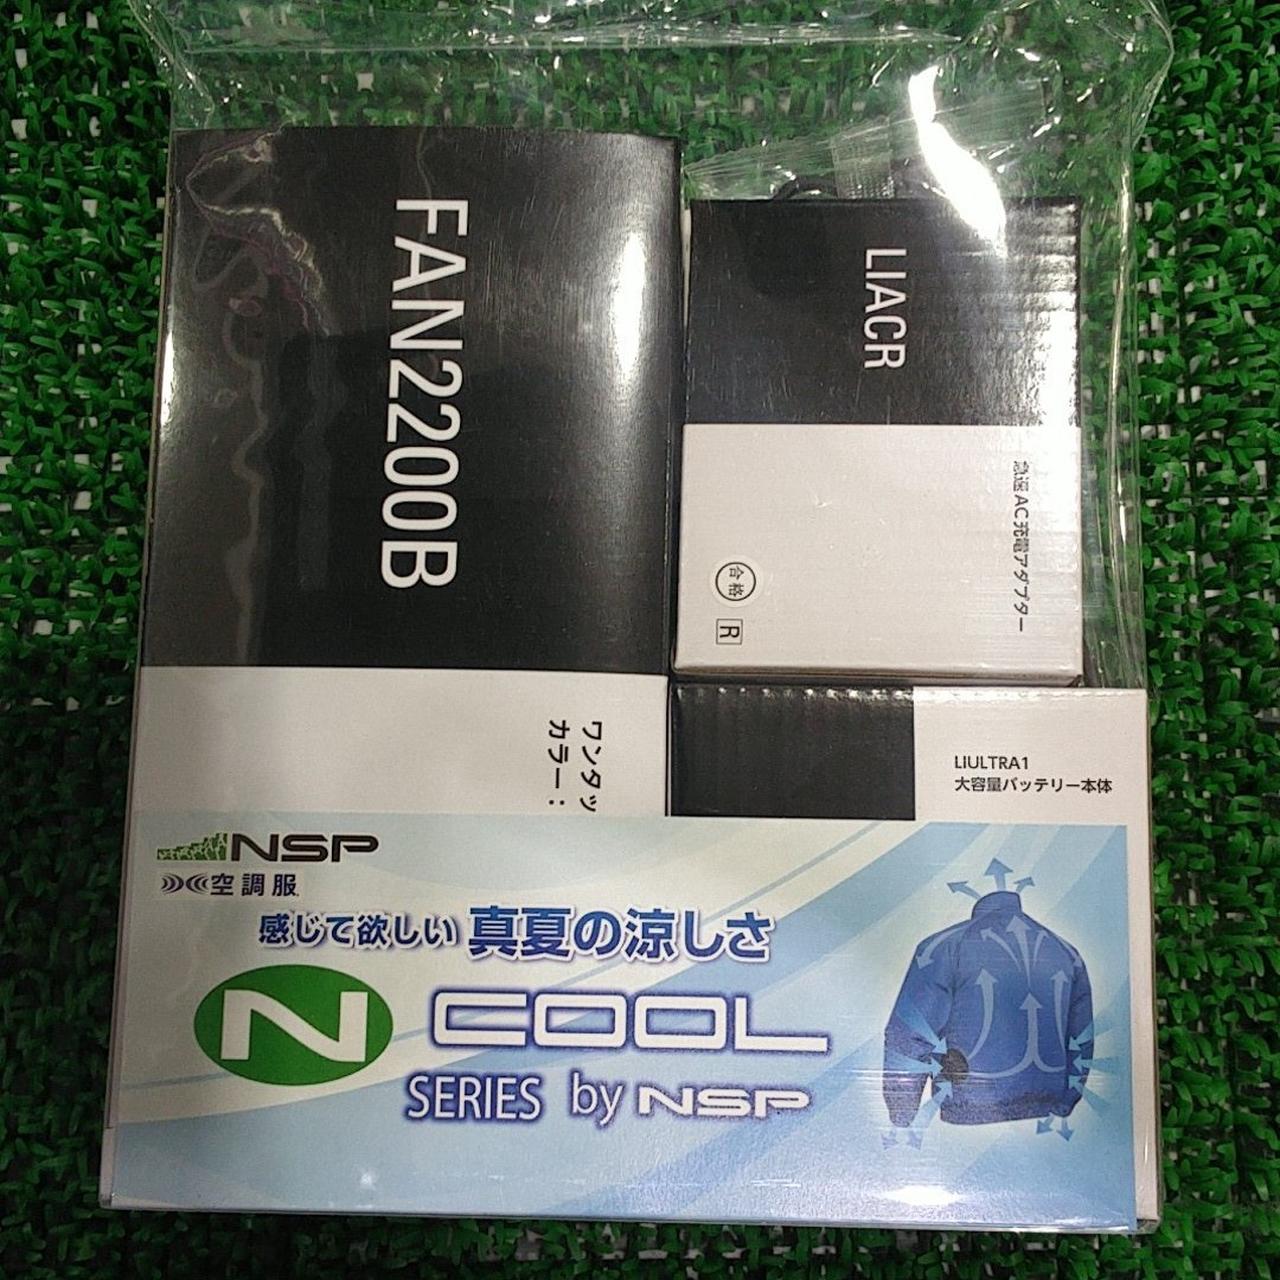 FAN2200B
ワンタッ
カラー：
LIACR
急速AC充電アダプター
合格
R
LIULTRA1
大容量バッテリー本体
NSP
空調服
感じて欲しい 真夏の涼しさ
N COOL
SERIES by NSP